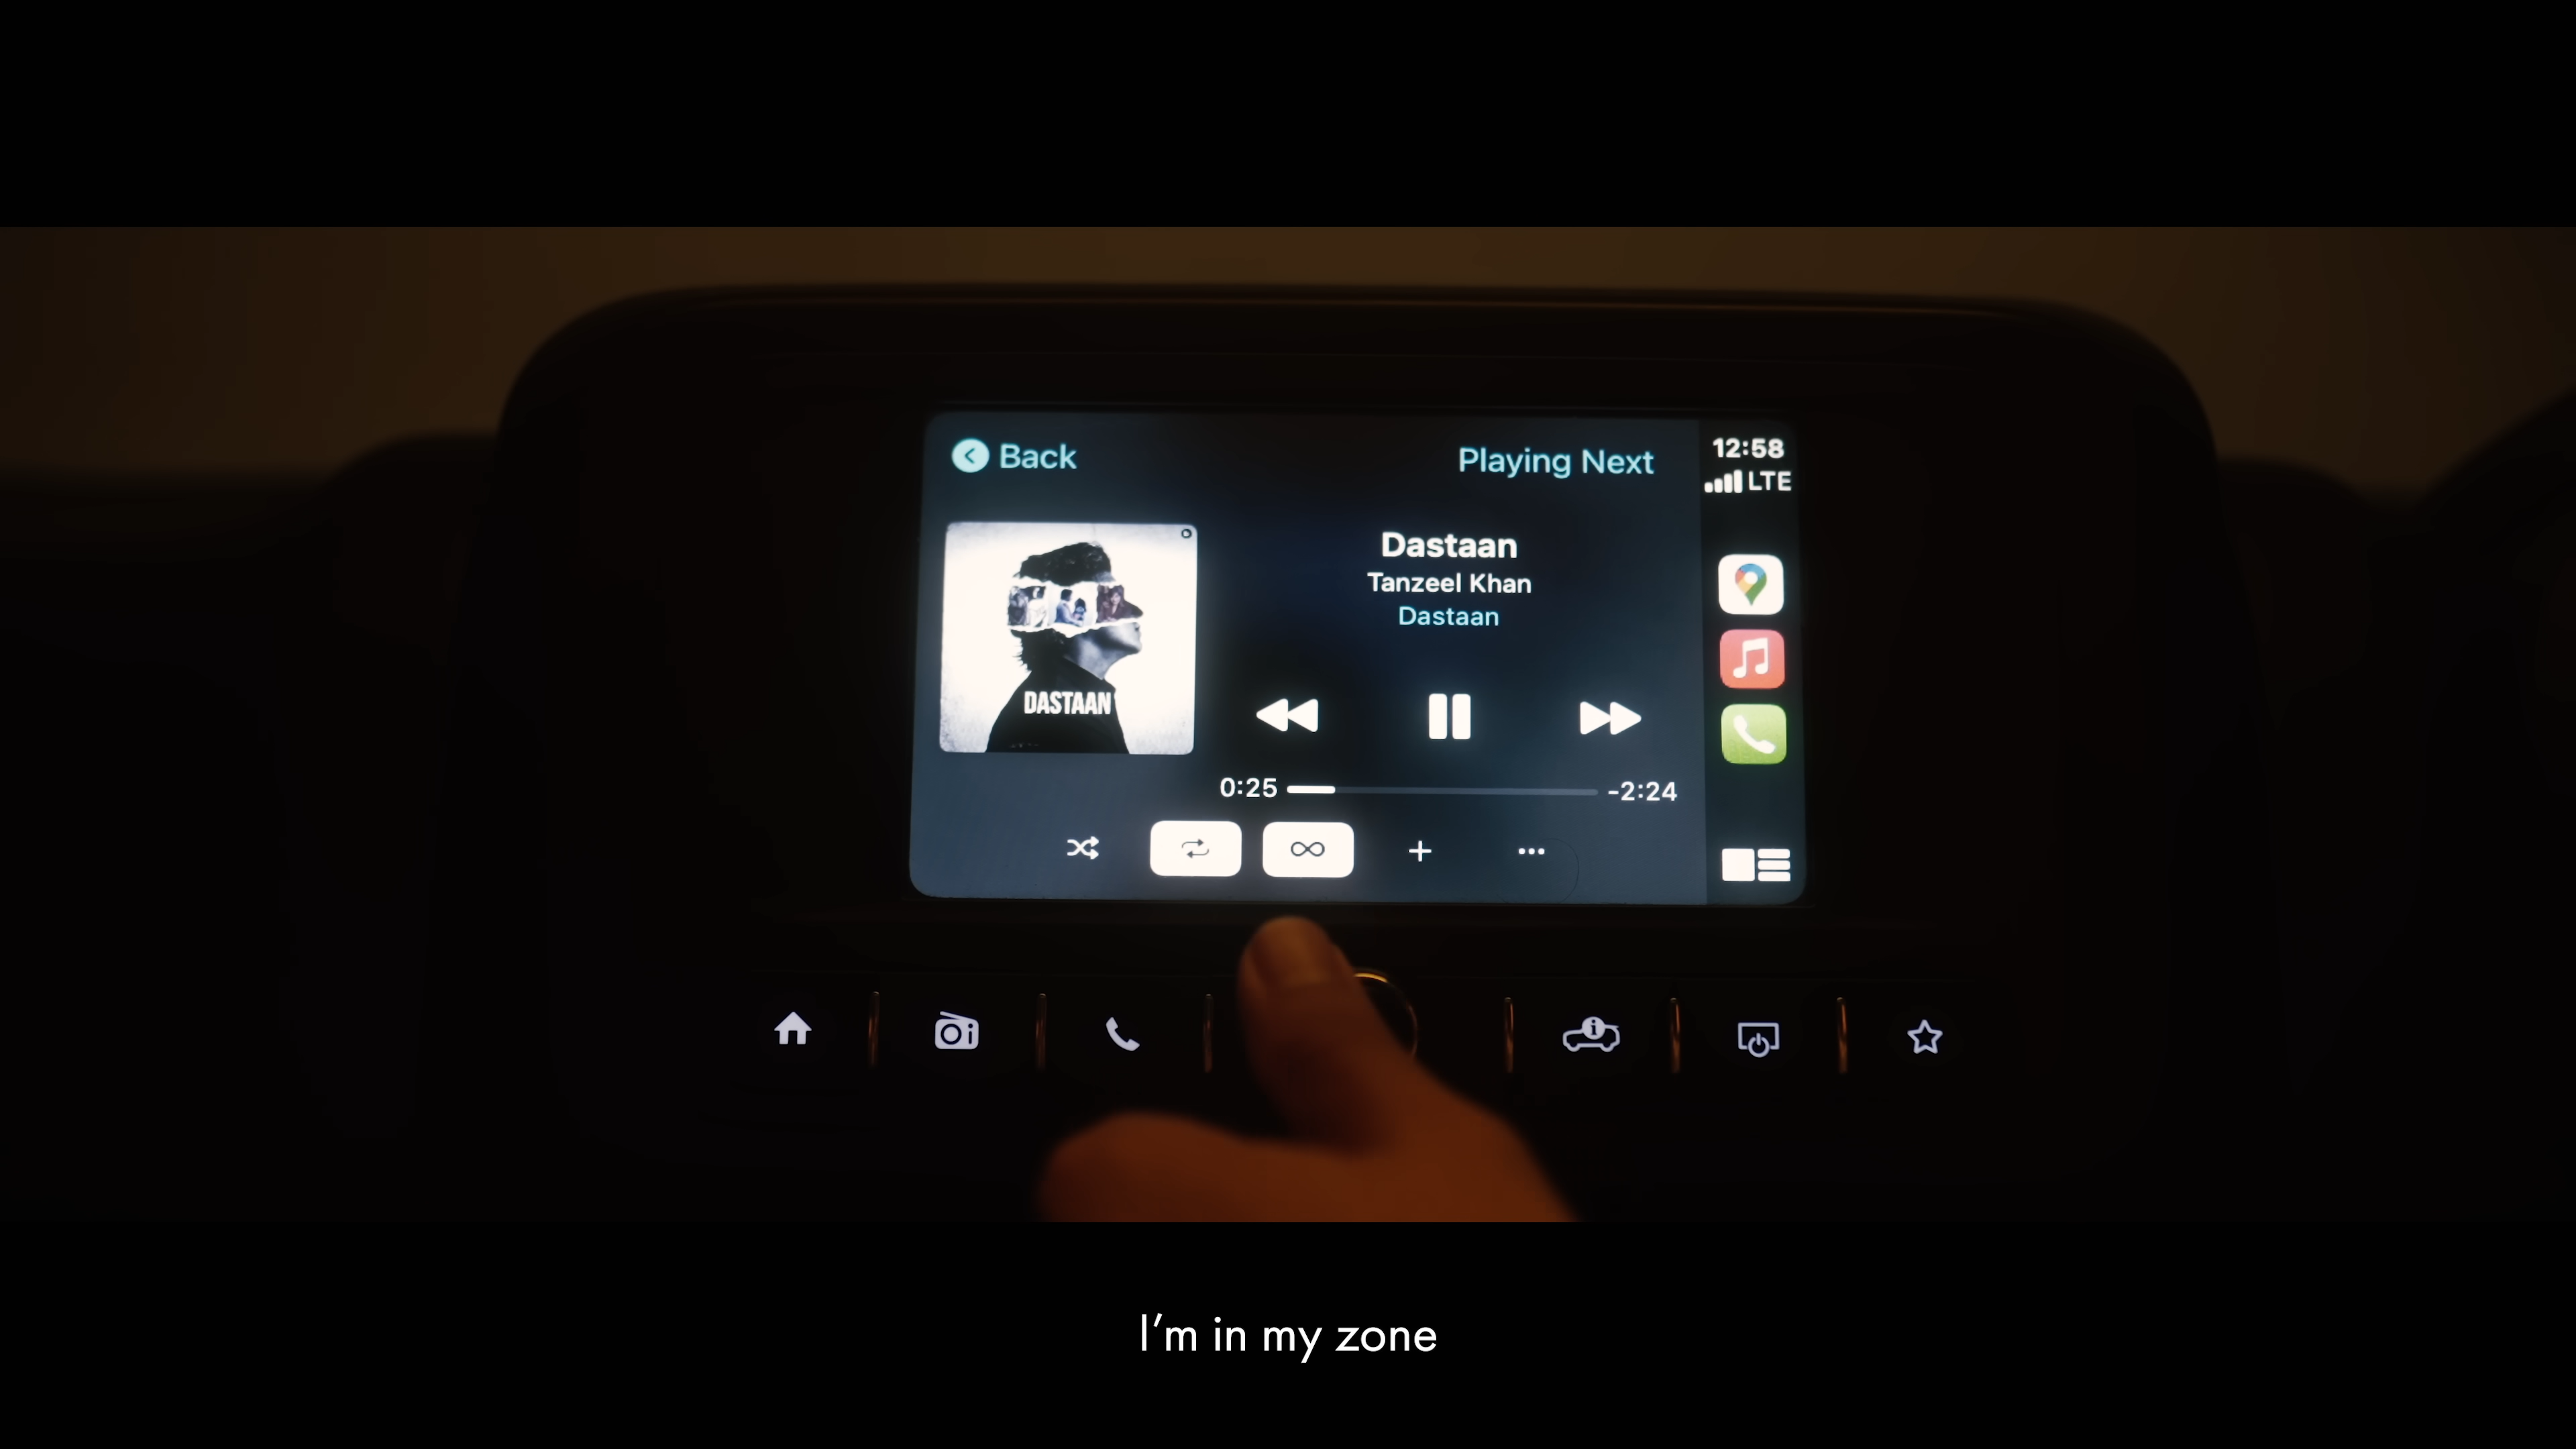 Back
Playing Next
12:58
LTE
Dastaan
Tanzeel Khan
Dastaan
DASTAAN
0:25
-2:24
I'm in my zone